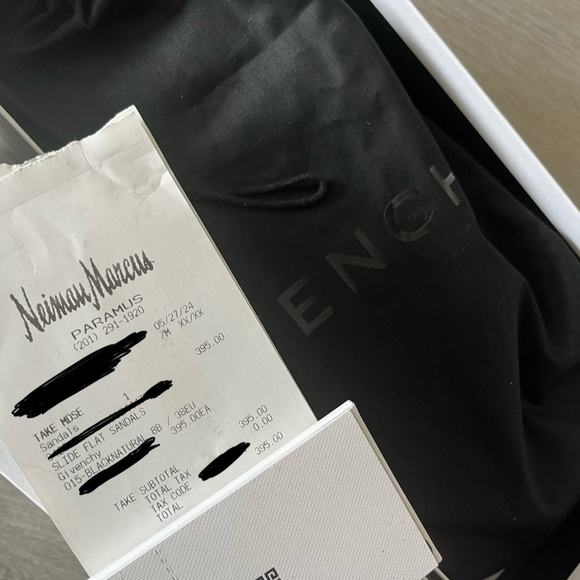 Neiman Marcus
PARAMUS
(201) 291-1920
05/27/24
/M XX/XX
395.00
TAKE MDSE 1
Sandals
SLIDE FLAT SANDALS
Givenchy 395.00EA 395.00
015-BLACKNATURAL BB / 38EU
TAKE SUBTOTAL 395.00
TOTAL TAX 0.00
TAX CODE
TOTAL 395.00
ENCH